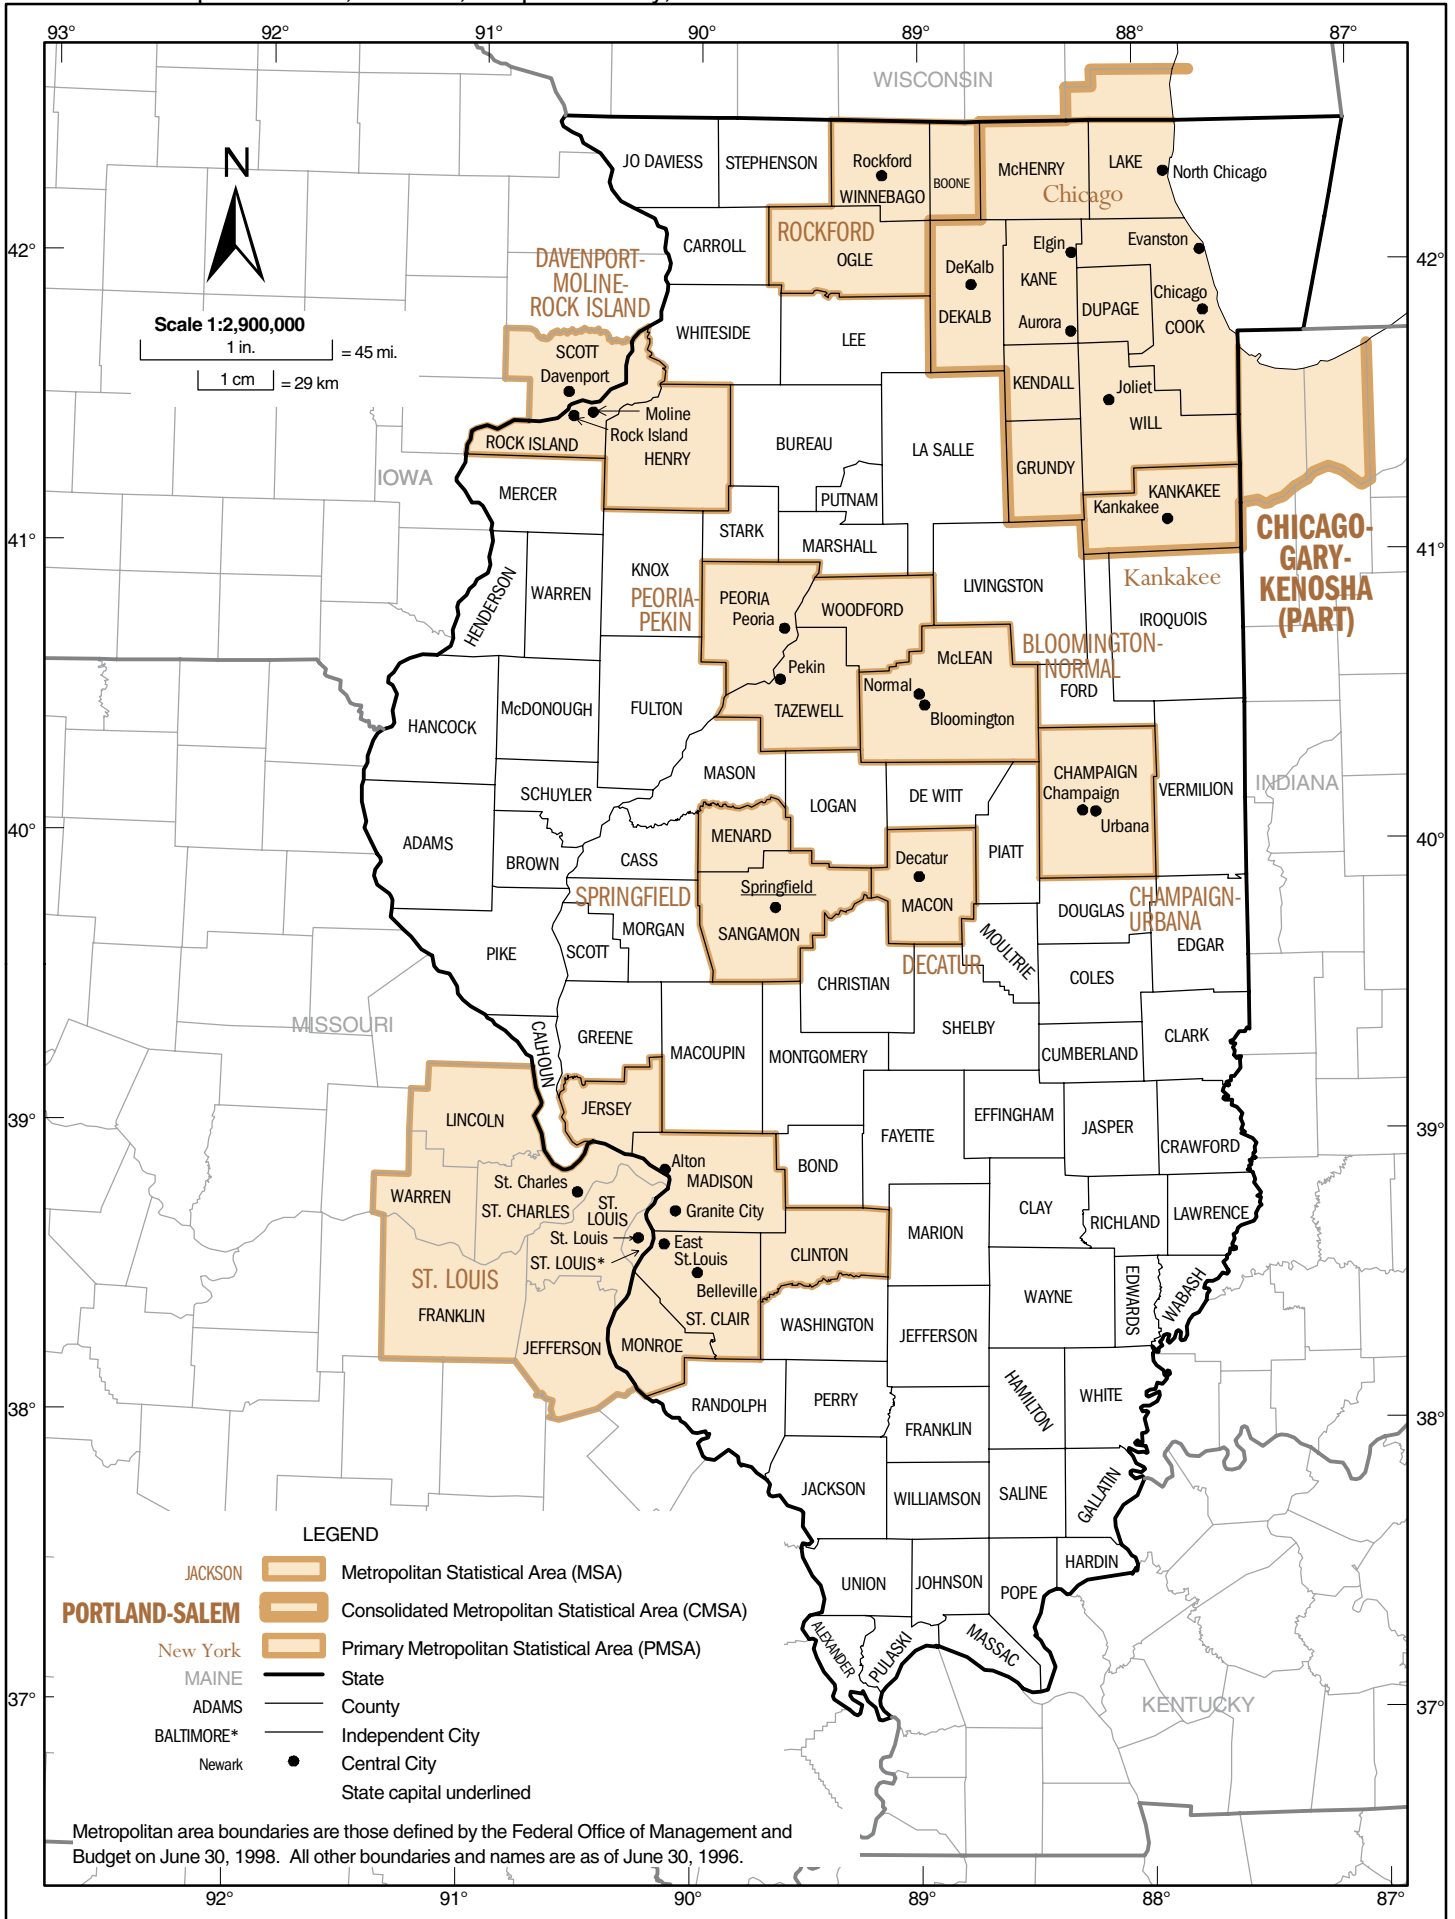 93°
92°
91°
90°
89°
88°
87°
WISCONSIN
N
JO DAVIESS
STEPHENSON
Rockford
WINNEBAGO
BOONE
McHENRY
LAKE
North Chicago
Chicago
42°
42°
CARROLL
ROCKFORD
OGLE
Elgin
Evanston
DAVENPORT-
MOLINE-
ROCK ISLAND
DeKalb
KANE
DEKALB
DUPAGE
Chicago
COOK
Aurora
Scale 1:2,900,000
1 in.
= 45 mi.
1 cm
= 29 km
WHITESIDE
LEE
SCOTT
Davenport
KENDALL
Joliet
WILL
Moline
Rock Island
ROCK ISLAND
HENRY
BUREAU
LA SALLE
GRUNDY
IOWA
MERCER
PUTNAM
KANKAKEE
Kankakee
STARK
MARSHALL
41°
41°
CHICAGO-
GARY-
KENOSHA
(PART)
KNOX
Kankakee
HENDERSON
WARREN
PEORIA-
PEKIN
PEORIA
Peoria
WOODFORD
LIVINGSTON
IROQUOIS
BLOOMINGTON-
NORMAL
McLEAN
Pekin
Normal
Bloomington
FORD
HANCOCK
McDONOUGH
FULTON
TAZEWELL
MASON
CHAMPAIGN
Champaign
Urbana
VERMILION
INDIANA
SCHUYLER
LOGAN
DE WITT
40°
40°
ADAMS
BROWN
CASS
MENARD
Decatur
PIATT
SPRINGFIELD
Springfield
MACON
CHAMPAIGN-
URBANA
DOUGLAS
PIKE
SCOTT
MORGAN
SANGAMON
DECATUR
MOULTRIE
EDGAR
CHRISTIAN
COLES
MISSOURI
CALHOUN
GREENE
MACOUPIN
MONTGOMERY
SHELBY
CUMBERLAND
CLARK
39°
39°
LINCOLN
JERSEY
FAYETTE
EFFINGHAM
JASPER
CRAWFORD
Alton
MADISON
BOND
WARREN
St. Charles
ST. CHARLES
ST.
LOUIS
Granite City
CLAY
RICHLAND
LAWRENCE
St. Louis
East
St.Louis
MARION
ST. LOUIS*
CLINTON
ST. LOUIS
Belleville
EDWARDS
WABASH
WAYNE
FRANKLIN
ST. CLAIR
WASHINGTON
JEFFERSON
JEFFERSON
MONROE
38°
38°
RANDOLPH
PERRY
HAMILTON
WHITE
FRANKLIN
JACKSON
WILLIAMSON
SALINE
GALLATIN
LEGEND
JACKSON
Metropolitan Statistical Area (MSA)
PORTLAND-SALEM
Consolidated Metropolitan Statistical Area (CMSA)
New York
Primary Metropolitan Statistical Area (PMSA)
MAINE
State
ADAMS
County
BALTIMORE*
Independent City
Newark
Central City
State capital underlined
UNION
JOHNSON
POPE
HARDIN
ALEXANDER
PULASKI
MASSAC
KENTUCKY
37°
37°
Metropolitan area boundaries are those defined by the Federal Office of Management and
Budget on June 30, 1998. All other boundaries and names are as of June 30, 1996.
92°
91°
90°
89°
88°
87°